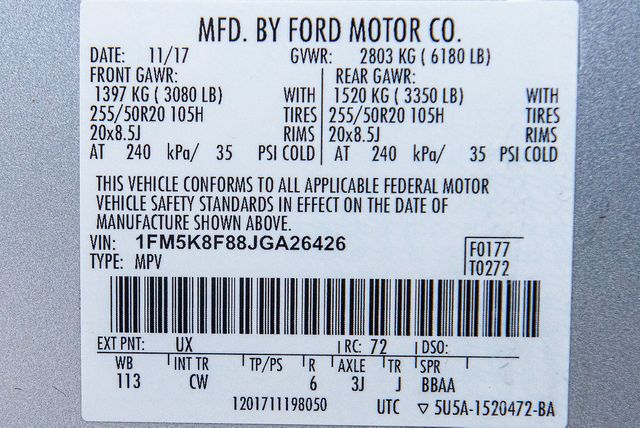 MFD. BY FORD MOTOR CO.
DATE: 11/17 GVWR: 2803 KG ( 6180 LB)
FRONT GAWR: REAR GAWR:
1397 KG ( 3080 LB) WITH 1520 KG ( 3350 LB) WITH
255/50R20 105H TIRES 255/50R20 105H TIRES
20x8.5J RIMS 20x8.5J RIMS
AT 240 kPa/ 35 PSI COLD AT 240 kPa/ 35 PSI COLD
THIS VEHICLE CONFORMS TO ALL APPLICABLE FEDERAL MOTOR
VEHICLE SAFETY STANDARDS IN EFFECT ON THE DATE OF
MANUFACTURE SHOWN ABOVE.
VIN: 1FM5K8F88JGA26426 F0177
TYPE: MPV T0272
EXT PNT: UX RC: 72 DSO:
WB INT TR TP/PS R AXLE TR SPR
113 CW 6 3J J BBAA
1201711198050 UTC ▽ 5U5A-1520472-BA